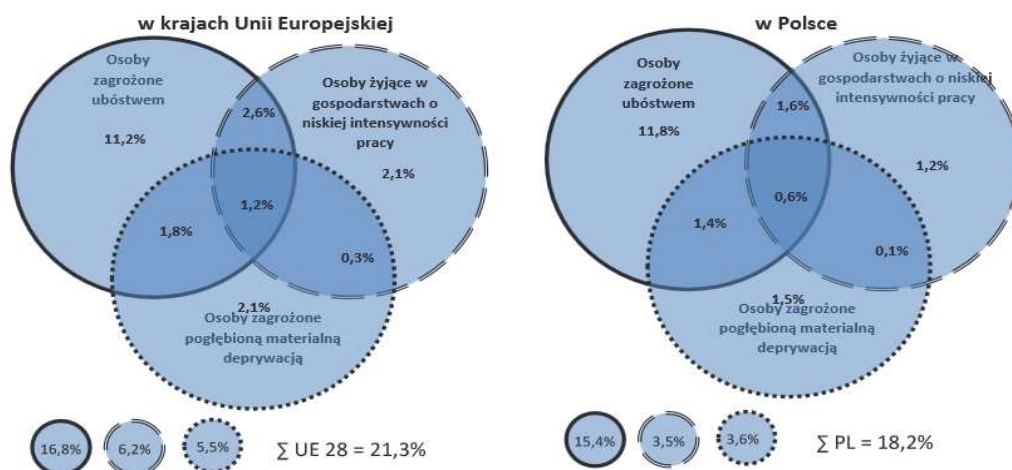 w krajach Unii Europejskiej
Osoby
zagrożone
ubóstwem
11,2%
2,6%
Osoby żyjące w
gospodarstwach o
niskiej intensywności
pracy
2,1%
1,2%
1,8%
0,3%
2,1%
Osoby zagrożone
pogłębioną materialną
deprywacją
16,8%
6,2%
5,5%
∑ UE 28 = 21,3%
w Polsce
Osoby
zagrożone
ubóstwem
11,8%
1,6%
Osoby żyjące w
gospodarstwach o niskiej
intensywności pracy
1,2%
0,6%
1,4%
0,1%
1,5%
Osoby zagrożone
pogłębioną materialną
deprywacją
15,4%
3,5%
3,6%
∑ PL = 18,2%